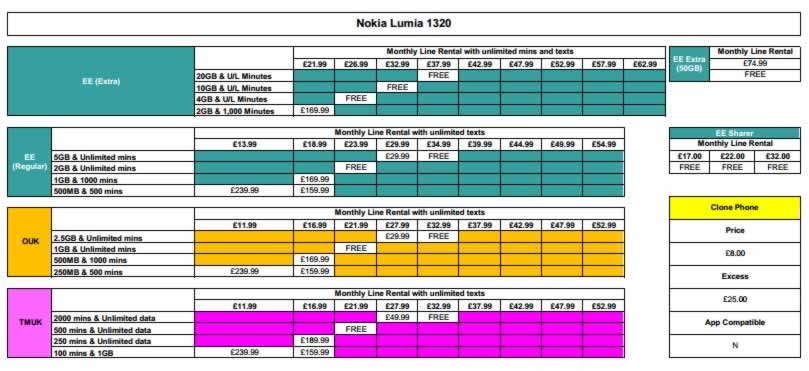 Nokia Lumia 1320
EE (Extra)
Monthly Line Rental with unlimited mins and texts
£21.99 £26.99 £32.99 £37.99 £42.99 £47.99 £52.99 £57.99 £62.99
20GB & U/L Minutes FREE
10GB & U/L Minutes FREE
4GB & U/L Minutes FREE
2GB & 1,000 Minutes £169.99
EE Extra (50GB)
Monthly Line Rental
£74.99
FREE
EE (Regular)
Monthly Line Rental with unlimited texts
£13.99 £18.99 £23.99 £29.99 £34.99 £39.99 £44.99 £49.99 £54.99
5GB & Unlimited mins £29.99 FREE
2GB & Unlimited mins FREE
1GB & 1000 mins £169.99
500MB & 500 mins £239.99 £159.99
EE Sharer
Monthly Line Rental
£17.00 £22.00 £32.00
FREE FREE FREE
OUK
Monthly Line Rental with unlimited texts
£11.99 £16.99 £21.99 £27.99 £32.99 £37.99 £42.99 £47.99 £52.99
2.5GB & Unlimited mins £29.99 FREE
1GB & Unlimited mins FREE
500MB & 1000 mins £169.99
250MB & 500 mins £239.99 £159.99
TMUK
Monthly Line Rental with unlimited texts
£11.99 £16.99 £21.99 £27.99 £32.99 £37.99 £42.99 £47.99 £52.99
2000 mins & Unlimited data £49.99 FREE
500 mins & Unlimited data FREE
250 mins & Unlimited data £189.99
100 mins & 1GB £239.99 £159.99
Clone Phone
Price
£8.00
Excess
£25.00
App Compatible
N